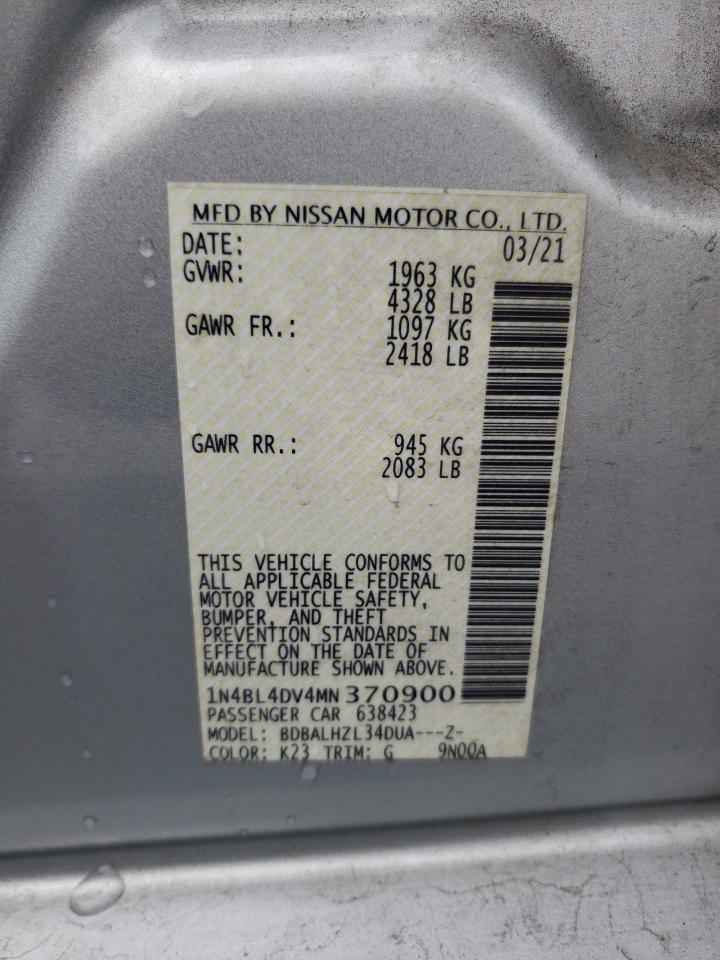 MFD BY NISSAN MOTOR CO., LTD.
DATE: 03/21
GVWR: 1963 KG
4328 LB
GAWR FR.: 1097 KG
2418 LB
GAWR RR.: 945 KG
2083 LB
THIS VEHICLE CONFORMS TO
ALL APPLICABLE FEDERAL
MOTOR VEHICLE SAFETY,
BUMPER, AND THEFT
PREVENTION STANDARDS IN
EFFECT ON THE DATE OF
MANUFACTURE SHOWN ABOVE.
1N4BL4DV4MN370900
PASSENGER CAR 638423
MODEL: BDBALHZL34DUA---Z-
COLOR: K23 TRIM: G 9N00A